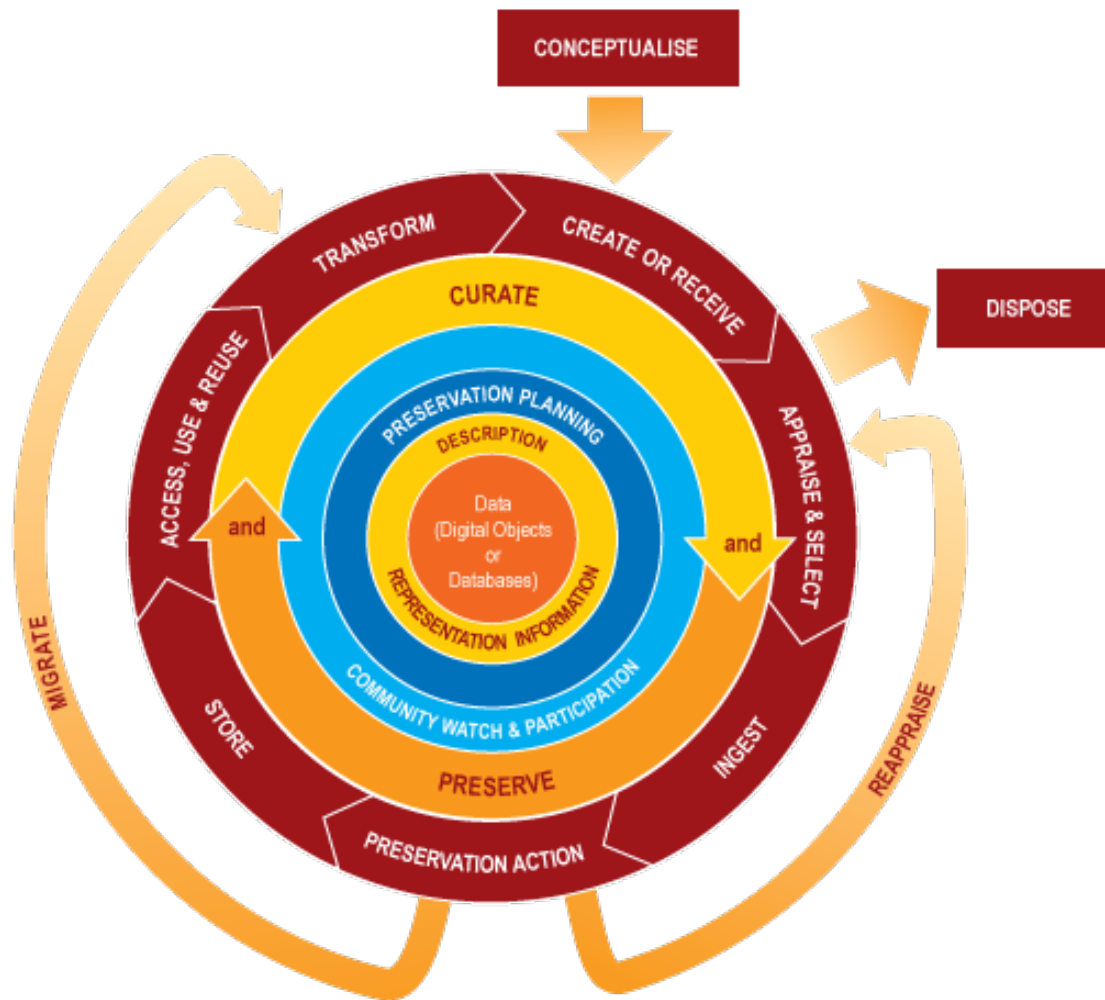 CONCEPTUALISE
TRANSFORM
CREATE OR RECEIVE
DISPOSE
CURATE
ACCESS, USE & REUSE
APPRAISE & SELECT
PRESERVATION PLANNING
DESCRIPTION
Data
(Digital Objects
or
Databases)
and
and
REPRESENTATION INFORMATION
COMMUNITY WATCH & PARTICIPATION
MIGRATE
STORE
INGEST
REAPPRAISE
PRESERVE
PRESERVATION ACTION